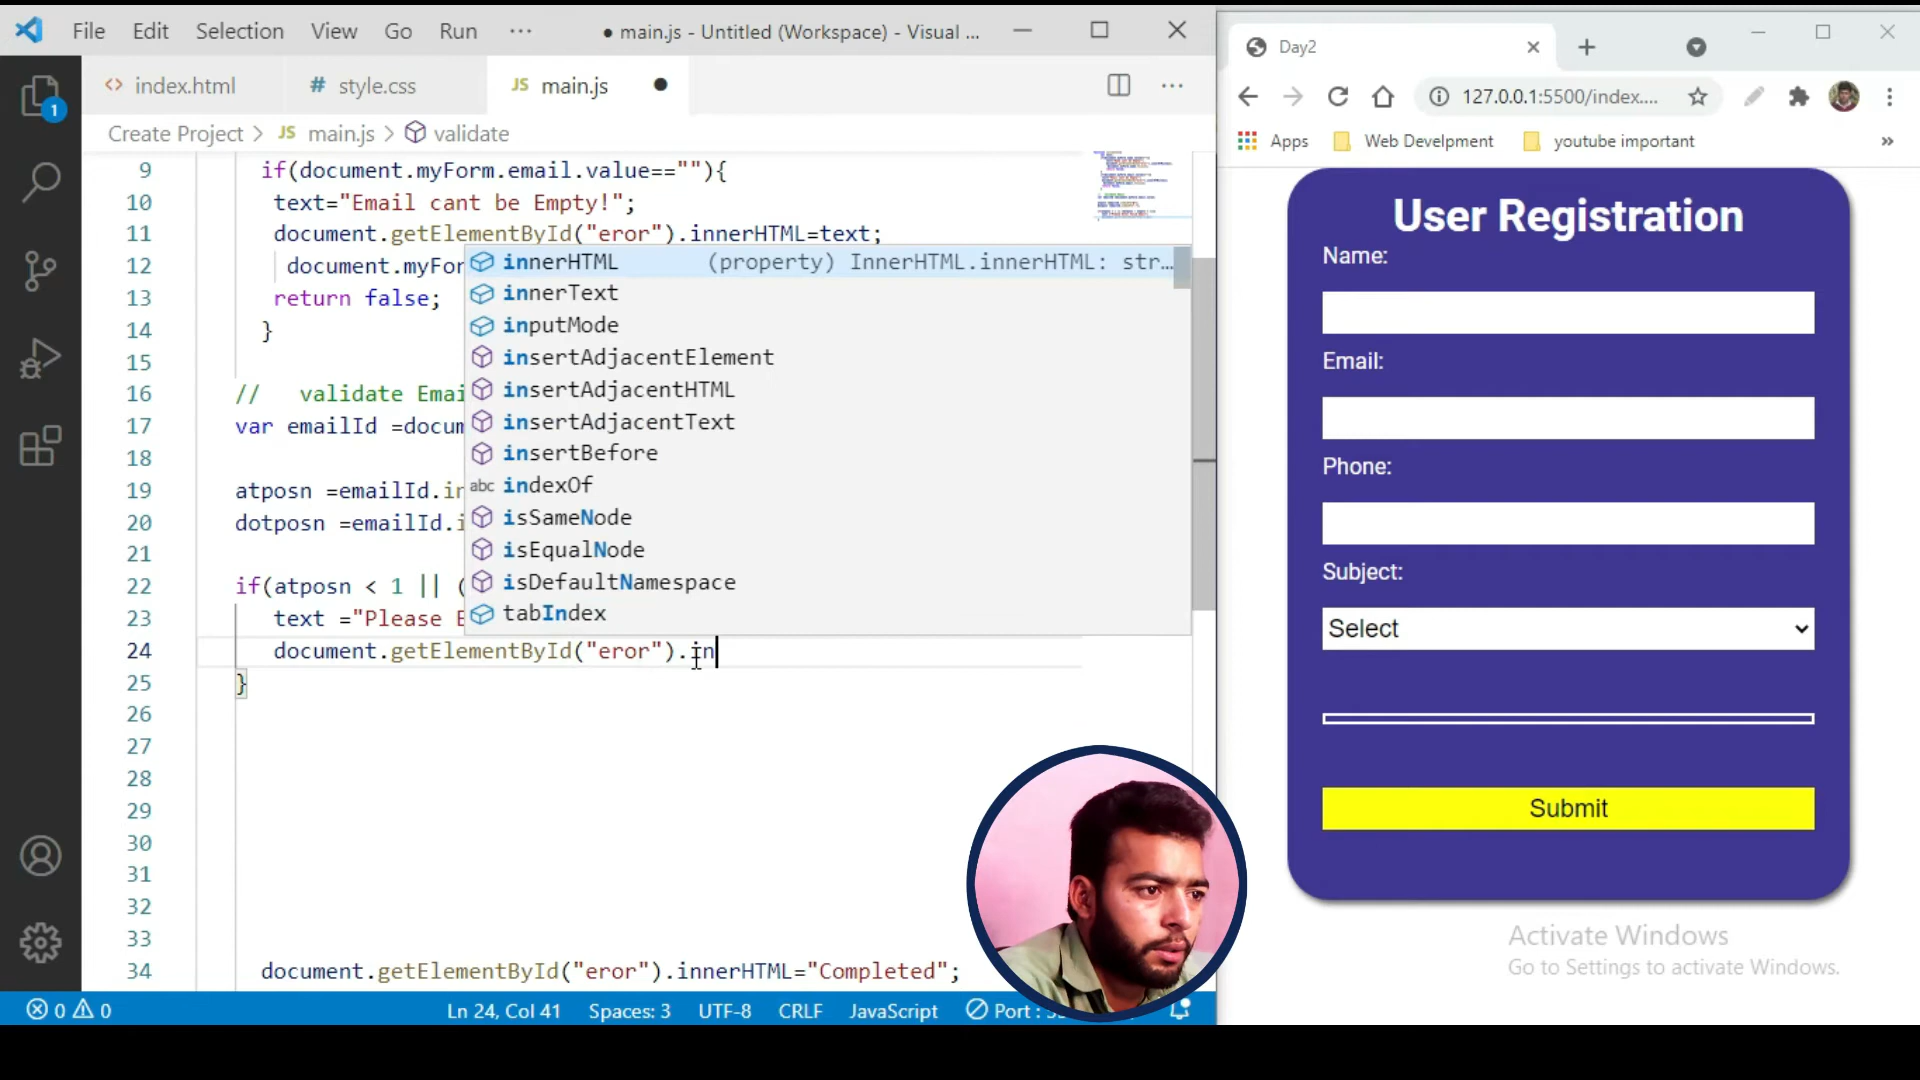 File Edit Selection View Go Run ··· ● main.js - Untitled (Workspace) - Visual ...
<> index.html # style.css JS main.js ●
Create Project > JS main.js > validate
9 if(document.myForm.email.value==""){
10 text="Email cant be Empty!";
11 document.getElementById("eror").innerHTML=text;
12 document.myFor
13 return false;
14 }
15
16 // validate Emai
17 var emailId =docum
18
19 atposn =emailId.in
20 dotposn =emailId.i
21
22 if(atposn < 1 || (
23 text ="Please E
24 document.getElementById("eror").in
25 }
26
27
28
29
30
31
32
33
34 document.getElementById("eror").innerHTML="Completed";
innerHTML (property) InnerHTML.innerHTML: str...
innerText
inputMode
insertAdjacentElement
insertAdjacentHTML
insertAdjacentText
insertBefore
abc indexOf
isSameNode
isEqualNode
isDefaultNamespace
tabIndex
1
0 0 Ln 24, Col 41 Spaces: 3 UTF-8 CRLF JavaScript Port :
Day2
127.0.0.1:5500/index....
Apps Web Develpment youtube important »
User Registration
Name:
Email:
Phone:
Subject:
Select
Submit
Activate Windows
Go to Settings to activate Windows.